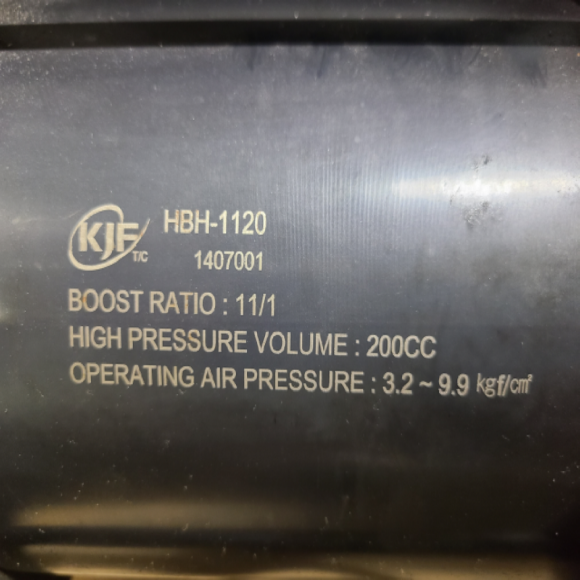 KJF T/C HBH-1120
1407001
BOOST RATIO : 11/1
HIGH PRESSURE VOLUME : 200CC
OPERATING AIR PRESSURE : 3.2 ~ 9.9 kgf/㎠